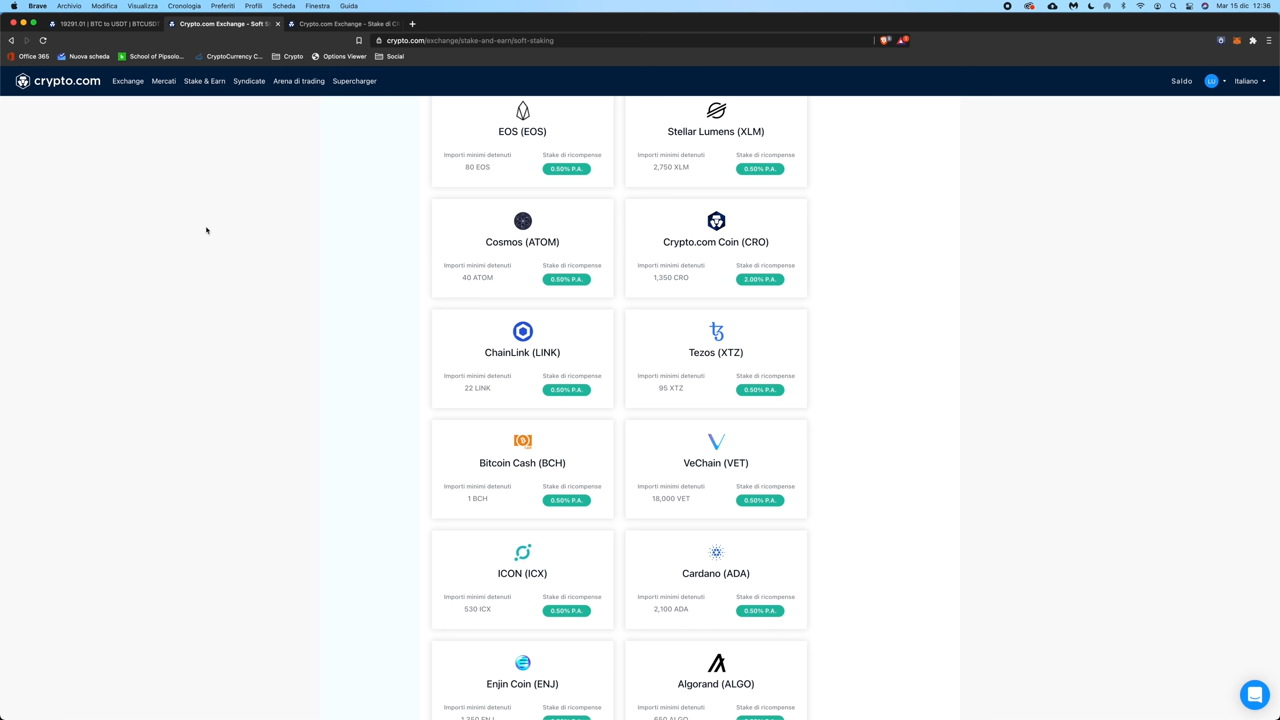 Brave Archivio Modifica Visualizza Cronologia Preferiti Profili Scheda Finestra Guida Mar 15 dic 12:36
19291.01 | BTC to USDT | BTCUSDT
Crypto.com Exchange - Soft S
Crypto.com Exchange - Stake di C
crypto.com/exchange/stake-and-earn/soft-staking
Office 365 Nuova scheda School of Pipsolo... CryptoCurrency C... Crypto Options Viewer Social
crypto.com Exchange Mercati Stake & Earn Syndicate Arena di trading Supercharger Saldo LU Italiano
EOS (EOS)
Importi minimi detenuti Stake di ricompense
80 EOS 0.50% P.A.
Stellar Lumens (XLM)
Importi minimi detenuti Stake di ricompense
2,750 XLM 0.50% P.A.
Cosmos (ATOM)
Importi minimi detenuti Stake di ricompense
40 ATOM 0.50% P.A.
Crypto.com Coin (CRO)
Importi minimi detenuti Stake di ricompense
1,350 CRO 2.00% P.A.
ChainLink (LINK)
Importi minimi detenuti Stake di ricompense
22 LINK 0.50% P.A.
Tezos (XTZ)
Importi minimi detenuti Stake di ricompense
95 XTZ 0.50% P.A.
Bitcoin Cash (BCH)
Importi minimi detenuti Stake di ricompense
1 BCH 0.50% P.A.
VeChain (VET)
Importi minimi detenuti Stake di ricompense
18,000 VET 0.50% P.A.
ICON (ICX)
Importi minimi detenuti Stake di ricompense
530 ICX 0.50% P.A.
Cardano (ADA)
Importi minimi detenuti Stake di ricompense
2,100 ADA 0.50% P.A.
Enjin Coin (ENJ)
Importi minimi detenuti Stake di ricompense
1,350 ENJ
Algorand (ALGO)
Importi minimi detenuti Stake di ricompense
650 ALGO